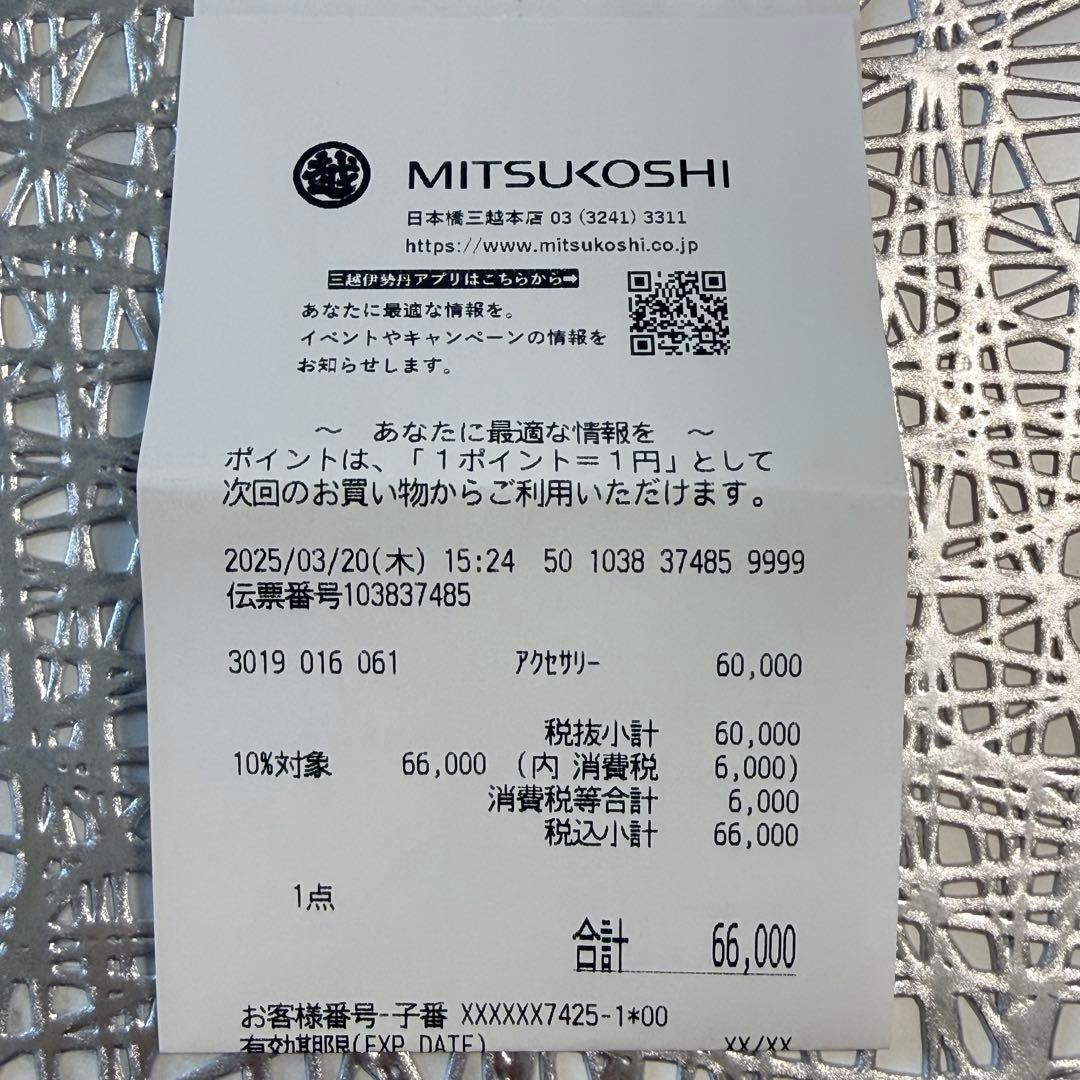 越 MITSUKOSHI
日本橋三越本店 03 (3241) 3311
https://www.mitsukoshi.co.jp
三越伊勢丹アプリはこちらから➡
あなたに最適な情報を。
イベントやキャンペーンの情報を
お知らせします。
～ あなたに最適な情報を ～
ポイントは、「1ポイント＝1円」として
次回のお買い物からご利用いただけます。
2025/03/20(木) 15:24 50 1038 37485 9999
伝票番号103837485
3019 016 061 ｱｸｾｻﾘｰ 60,000
税抜小計 60,000
10%対象 66,000 (内 消費税 6,000)
消費税等合計 6,000
税込小計 66,000
1点
合計 66,000
お客様番号-子番 XXXXXX7425-1*00
有効期限(EXP DATE) XX/XX